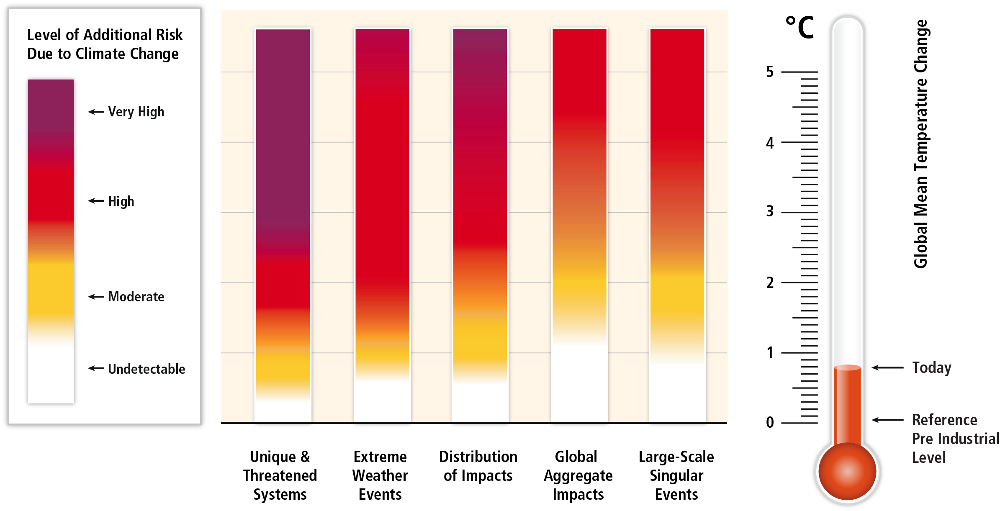 Level of Additional Risk
Due to Climate Change
Very High
High
Moderate
Undetectable
Unique &
Threatened
Systems
Extreme
Weather
Events
Distribution
of Impacts
Global
Aggregate
Impacts
Large-Scale
Singular
Events
°C
5
4
3
2
1
0
Global Mean Temperature Change
Today
Reference
Pre Industrial
Level